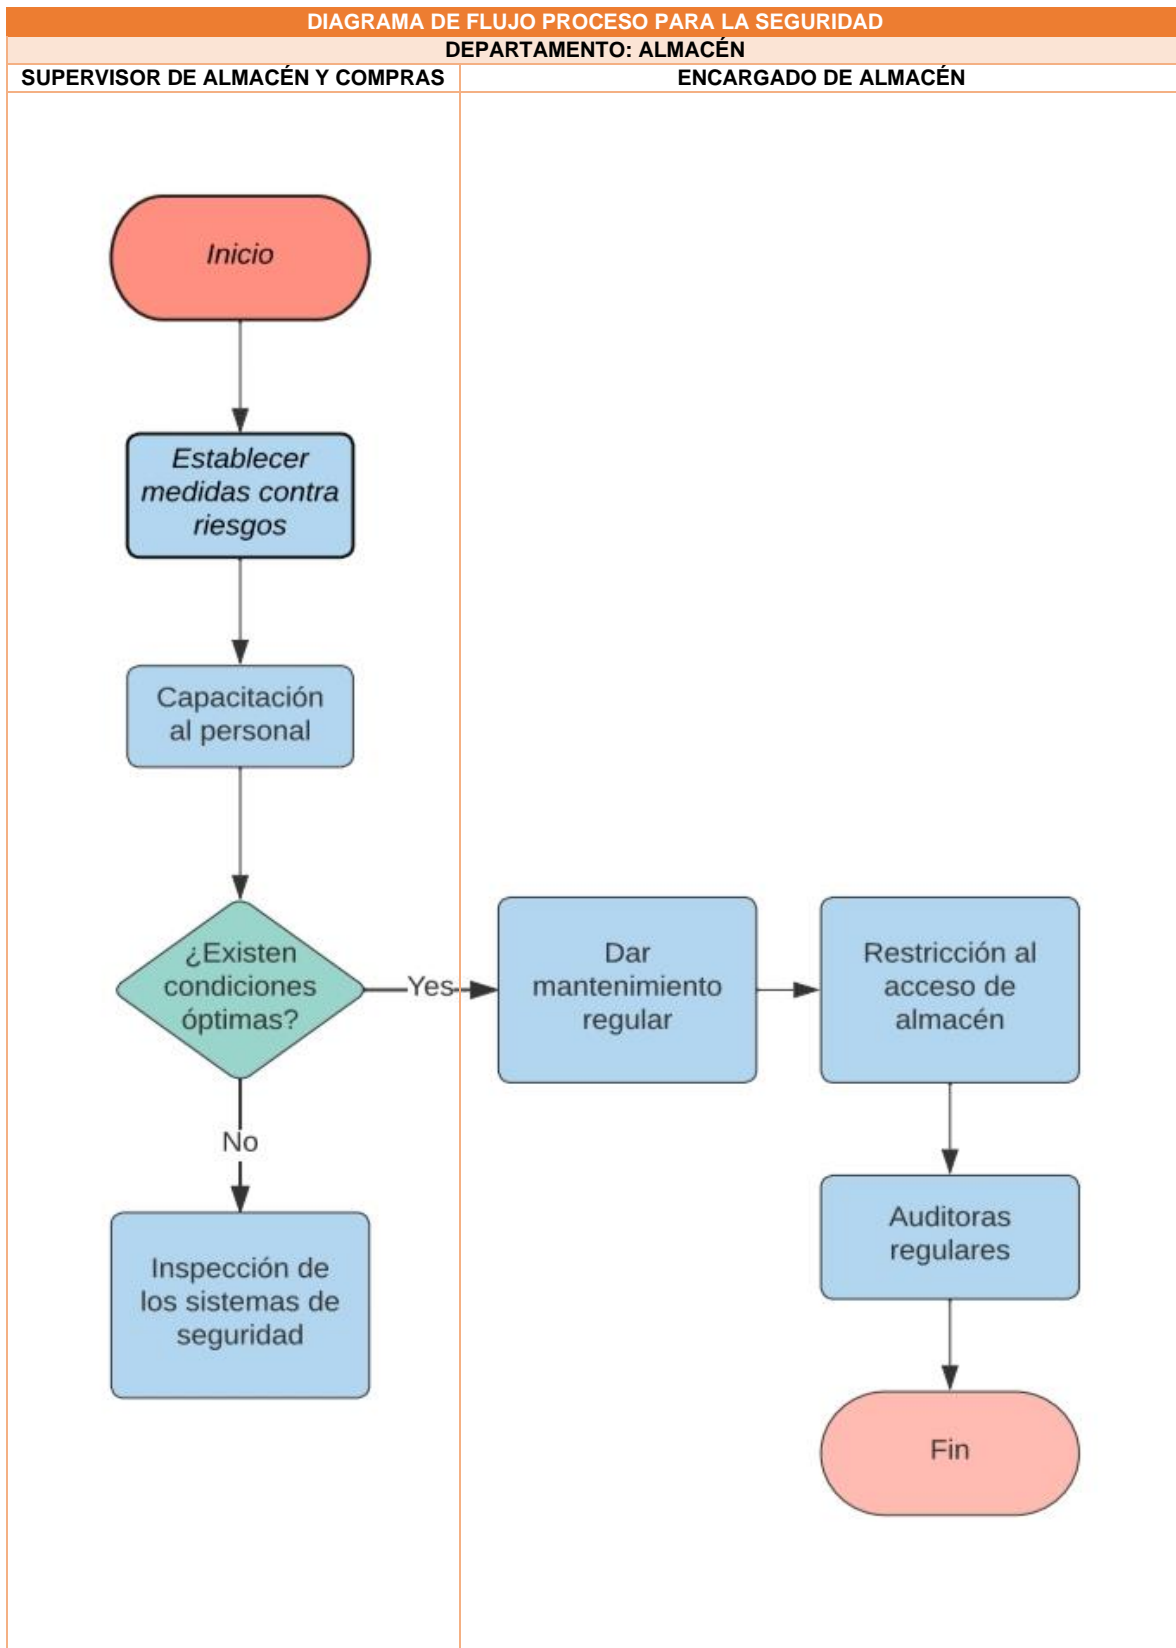 DIAGRAMA DE FLUJO PROCESO PARA LA SEGURIDAD
DEPARTAMENTO: ALMACÉN
SUPERVISOR DE ALMACÉN Y COMPRAS
ENCARGADO DE ALMACÉN
Inicio
Establecer
medidas contra
riesgos
Capacitación
al personal
¿Existen
condiciones
óptimas?
Yes
No
Inspección de
los sistemas de
seguridad
Dar
mantenimiento
regular
Restricción al
acceso de
almacén
Auditoras
regulares
Fin